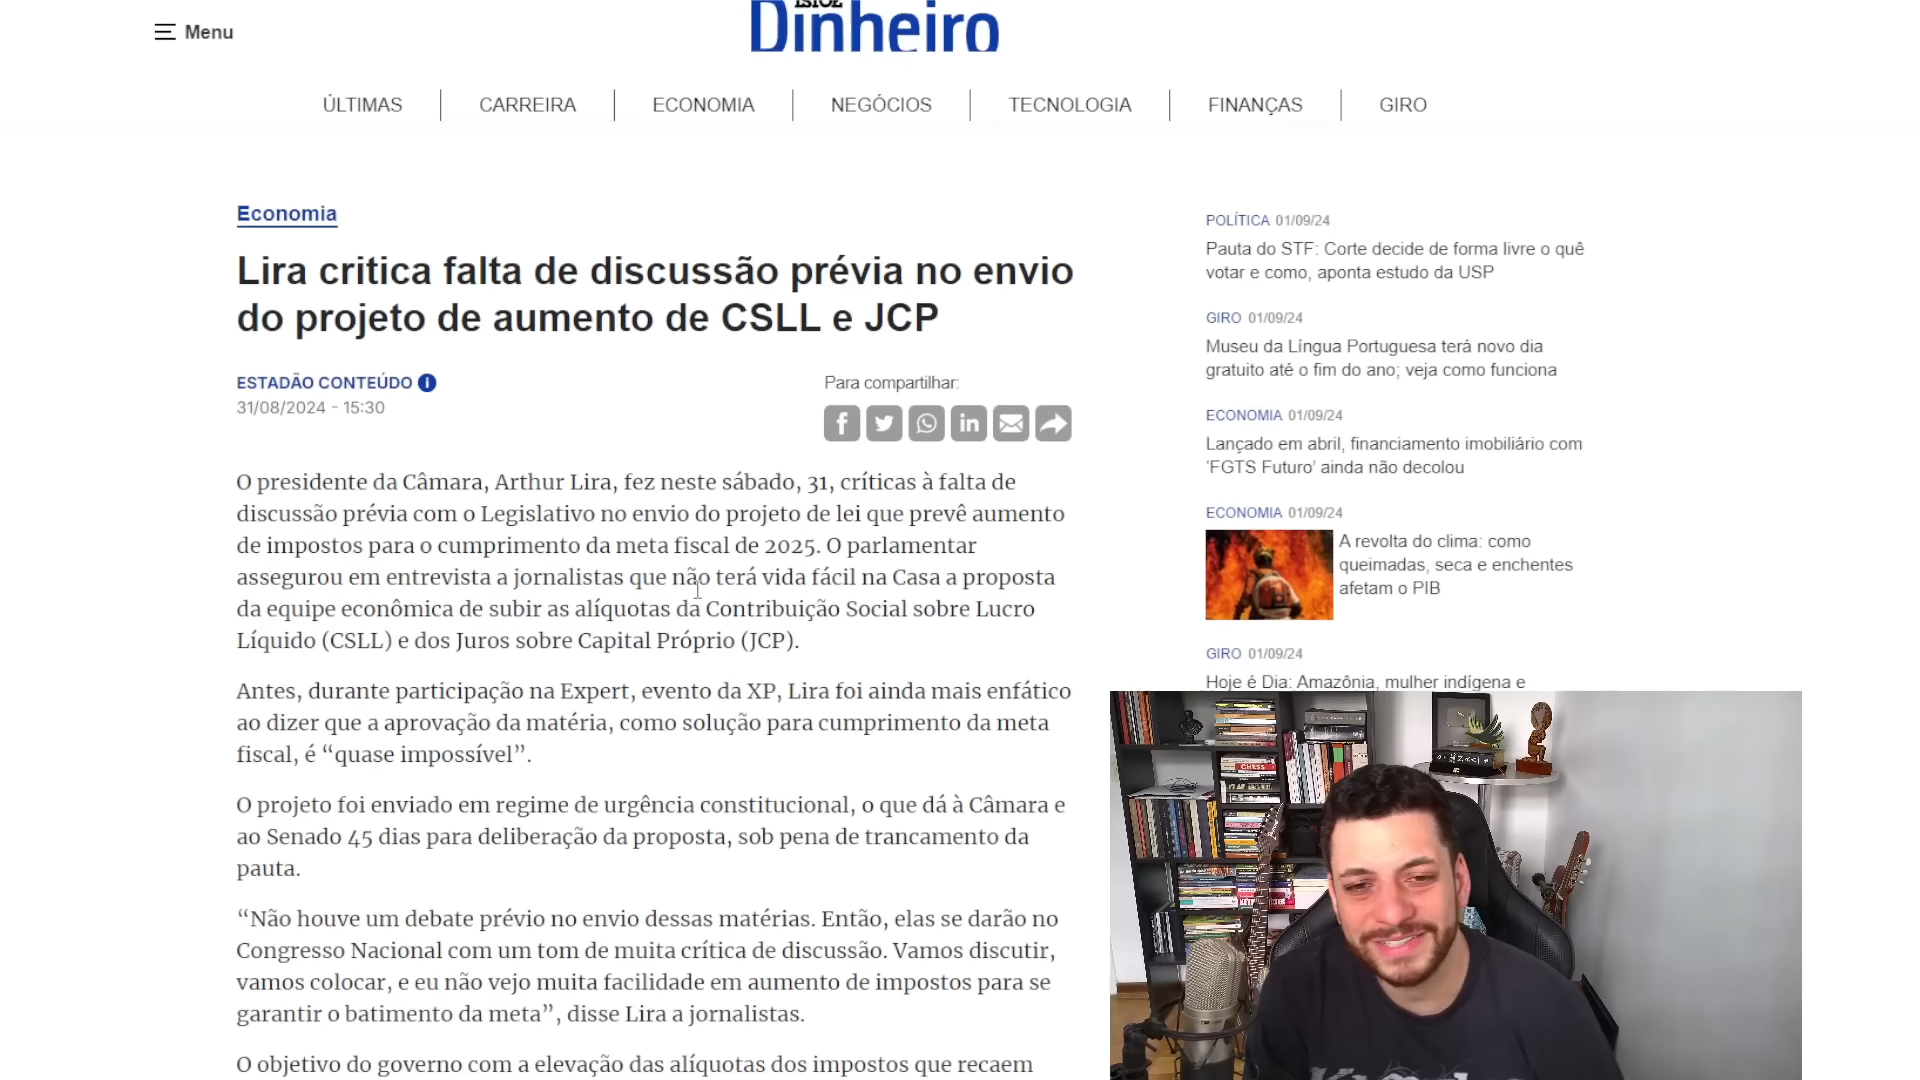 Menu
ISTOÉ
Dinheiro
ÚLTIMAS
CARREIRA
ECONOMIA
NEGÓCIOS
TECNOLOGIA
FINANÇAS
GIRO
Economia
Lira critica falta de discussão prévia no envio
do projeto de aumento de CSLL e JCP
ESTADÃO CONTEÚDO
31/08/2024 - 15:30
Para compartilhar:
O presidente da Câmara, Arthur Lira, fez neste sábado, 31, críticas à falta de
discussão prévia com o Legislativo no envio do projeto de lei que prevê aumento
de impostos para o cumprimento da meta fiscal de 2025. O parlamentar
assegurou em entrevista a jornalistas que não terá vida fácil na Casa a proposta
da equipe econômica de subir as alíquotas da Contribuição Social sobre Lucro
Líquido (CSLL) e dos Juros sobre Capital Próprio (JCP).
Antes, durante participação na Expert, evento da XP, Lira foi ainda mais enfático
ao dizer que a aprovação da matéria, como solução para cumprimento da meta
fiscal, é “quase impossível”.
O projeto foi enviado em regime de urgência constitucional, o que dá à Câmara e
ao Senado 45 dias para deliberação da proposta, sob pena de trancamento da
pauta.
“Não houve um debate prévio no envio dessas matérias. Então, elas se darão no
Congresso Nacional com um tom de muita crítica de discussão. Vamos discutir,
vamos colocar, e eu não vejo muita facilidade em aumento de impostos para se
garantir o batimento da meta”, disse Lira a jornalistas.
O objetivo do governo com a elevação das alíquotas dos impostos que recaem
POLÍTICA 01/09/24
Pauta do STF: Corte decide de forma livre o quê
votar e como, aponta estudo da USP
GIRO 01/09/24
Museu da Língua Portuguesa terá novo dia
gratuito até o fim do ano; veja como funciona
ECONOMIA 01/09/24
Lançado em abril, financiamento imobiliário com
‘FGTS Futuro’ ainda não decolou
ECONOMIA 01/09/24
A revolta do clima: como
queimadas, seca e enchentes
afetam o PIB
GIRO 01/09/24
Hoje é Dia: Amazônia, mulher indígena e
CHESS